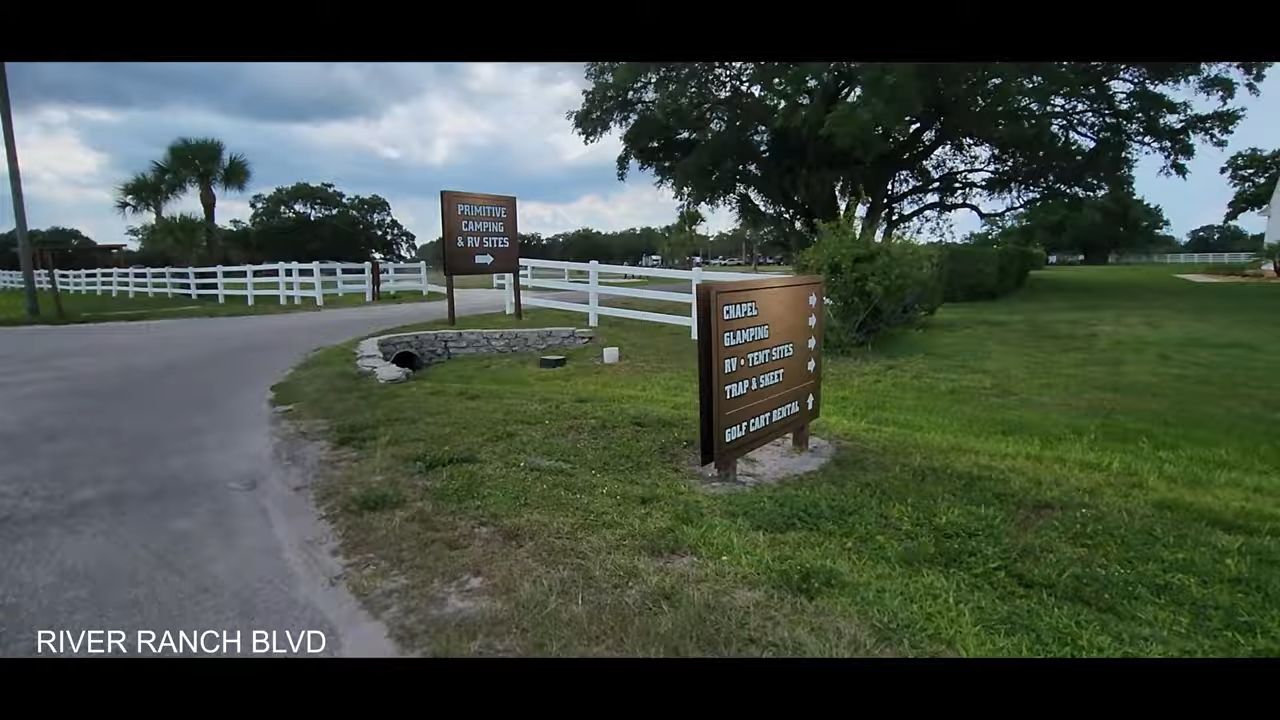 PRIMITIVE
CAMPING
& RV SITES
CHAPEL
GLAMPING
RV • TENT SITES
TRAP & SKEET
GOLF CART RENTAL
RIVER RANCH BLVD